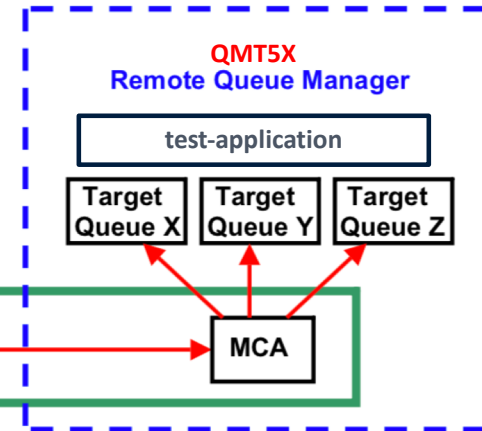 QMT5X
Remote Queue Manager
test-application
Target
Queue X
Target
Queue Y
Target
Queue Z
MCA